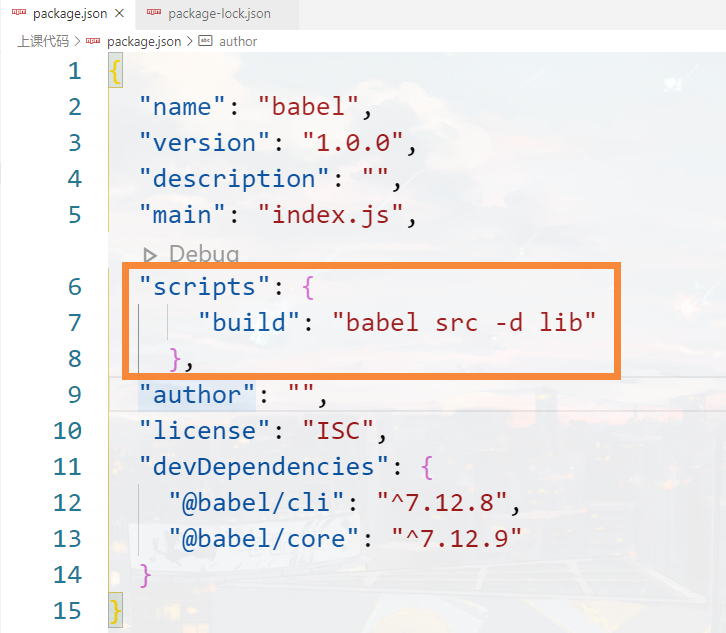 package.json package-lock.json
上课代码 > package.json > abc author
1 {
2 "name": "babel",
3 "version": "1.0.0",
4 "description": "",
5 "main": "index.js",
Debug
6 "scripts": {
7 "build": "babel src -d lib"
8 },
9 "author": "",
10 "license": "ISC",
11 "devDependencies": {
12 "@babel/cli": "^7.12.8",
13 "@babel/core": "^7.12.9"
14 }
15 }